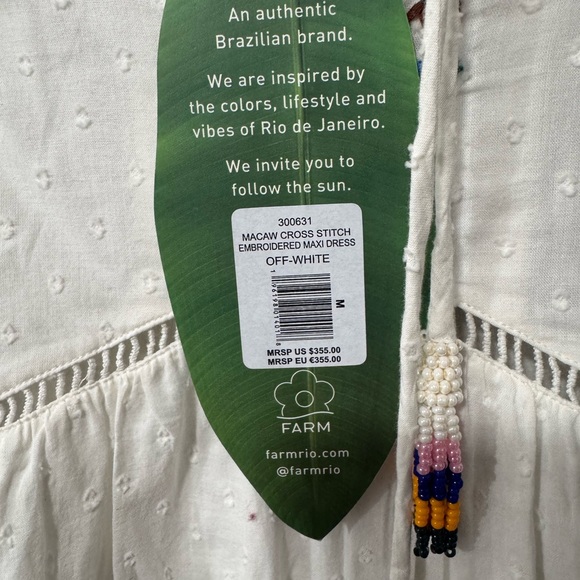 An authentic
Brazilian brand.
We are inspired by
the colors, lifestyle and
vibes of Rio de Janeiro.
We invite you to
follow the sun.
300631
MACAW CROSS STITCH
EMBROIDERED MAXI DRESS
OFF-WHITE
M
MRSP US $355.00
MRSP EU €355.00
FARM
farmrio.com
@farmrio